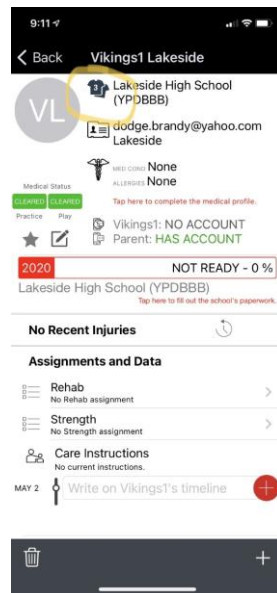 9:11
Back Vikings1 Lakeside
VL
3
Lakeside High School
(YPDBBB)
dodge.brandy@yahoo.com
Lakeside
MED COND None
ALLERGIES None
Medical Status
CLEARED CLEARED
Practice Play
Tap here to complete the medical profile.
Vikings1: NO ACCOUNT
Parent: HAS ACCOUNT
2020 NOT READY - 0 %
Lakeside High School (YPDBBB)
Tap here to fill out the school's paperwork.
No Recent Injuries
Assignments and Data
Rehab
No Rehab assignment
Strength
No Strength assignment
Care Instructions
No current instructions.
MAY 2 Write on Vikings1's timeline